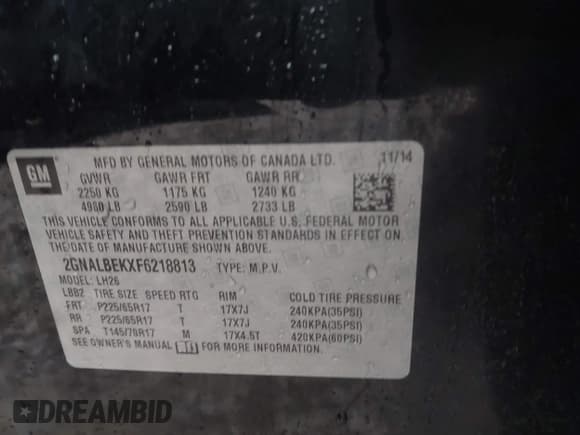 GM
MFD BY GENERAL MOTORS OF CANADA LTD. 11/14
GVWR GAWR FRT GAWR RR
2250 KG 1175 KG 1240 KG
4960 LB 2590 LB 2733 LB
THIS VEHICLE CONFORMS TO ALL APPLICABLE U.S. FEDERAL MOTOR
VEHICLE SAFETY AND THEFT PREVENTION STANDARDS IN EFFECT
ON THE DATE OF MANUFACTURE SHOWN ABOVE.
2GNALBEKXF6218813 TYPE: M.P.V.
MODEL: LH26
LBB2 TIRE SIZE SPEED RTG RIM COLD TIRE PRESSURE
FRT P225/65R17 T 17X7J 240KPA(35PSI)
RR P225/65R17 T 17X7J 240KPA(35PSI)
SPA T145/70R17 M 17X4.5T 420KPA(60PSI)
SEE OWNER'S MANUAL FOR MORE INFORMATION.
DREAMBID